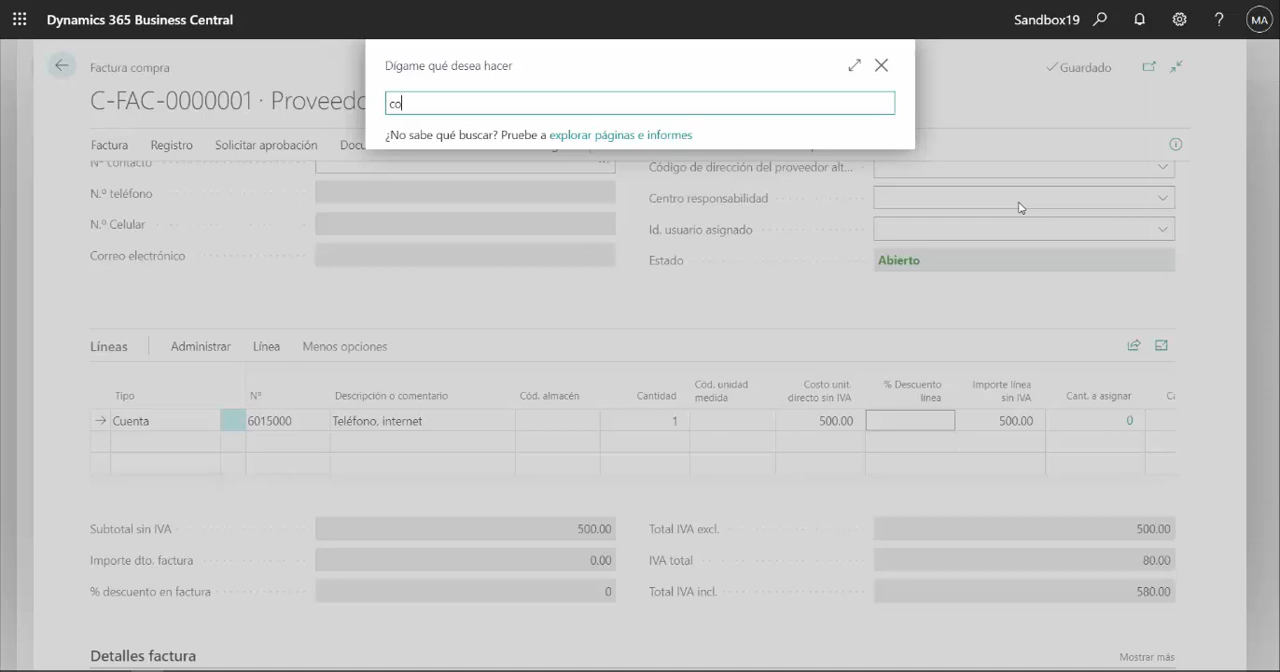 Dynamics 365 Business Central
Sandbox19
MA
Dígame qué desea hacer
co
¿No sabe qué buscar? Pruebe a explorar páginas e informes
Factura compra
Guardado
C-FAC-0000001 · Proveedo
Factura Registro Solicitar aprobación Docu
Nº contacto
Código de dirección del proveedor alt...
N.º teléfono
Centro responsabilidad
N.º Celular
Id. usuario asignado
Correo electrónico
Estado Abierto
Líneas Administrar Línea Menos opciones
Tipo Nº Descripción o comentario Cód. almacén Cantidad Cód. unidad medida Costo unit. directo sin IVA % Descuento línea Importe línea sin IVA Cant. a asignar Ca
Cuenta 6015000 Teléfono, internet 1 500.00 500.00 0
Subtotal sin IVA 500.00 Total IVA excl. 500.00
Importe dto. factura 0.00 IVA total 80.00
% descuento en factura 0 Total IVA incl. 580.00
Detalles factura Mostrar más